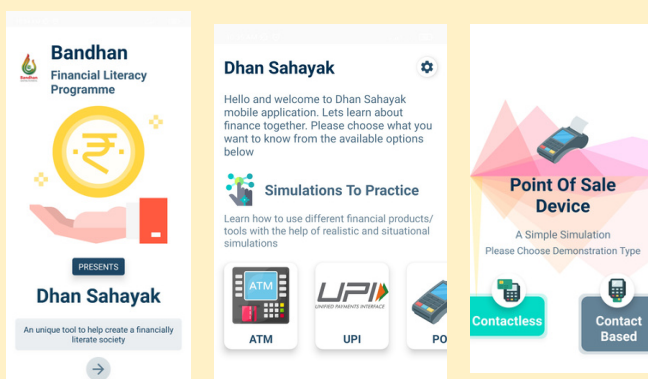 Bandhan
Financial Literacy
Programme
Bandhan
PRESENTS
Dhan Sahayak
An unique tool to help create a financially
literate society
Dhan Sahayak
Hello and welcome to Dhan Sahayak
mobile application. Lets learn about
finance together. Please choose what you
want to know from the available options
below
Simulations To Practice
Learn how to use different financial products/
tools with the help of realistic and situational
simulations
ATM
ATM
UPI
UNIFIED PAYMENTS INTERFACE
UPI
PO
Point Of Sale
Device
A Simple Simulation
Please Choose Demonstration Type
Contactless
Contact
Based